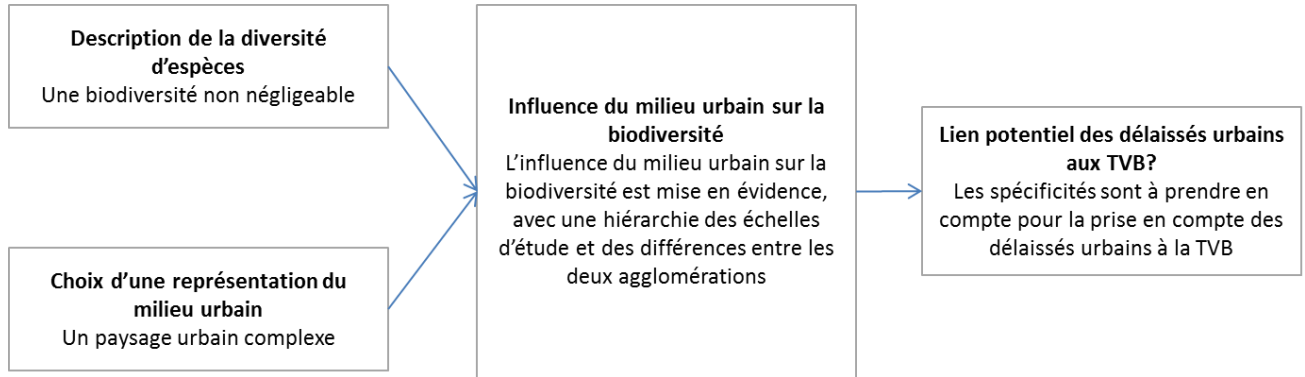 Description de la diversité
d’espèces
Une biodiversité non négligeable
Choix d’une représentation du
milieu urbain
Un paysage urbain complexe
Influence du milieu urbain sur la
biodiversité
L’influence du milieu urbain sur la
biodiversité est mise en évidence,
avec une hiérarchie des échelles
d’étude et des différences entre les
deux agglomérations
Lien potentiel des délaissés urbains
aux TVB?
Les spécificités sont à prendre en
compte pour la prise en compte des
délaissés urbains à la TVB